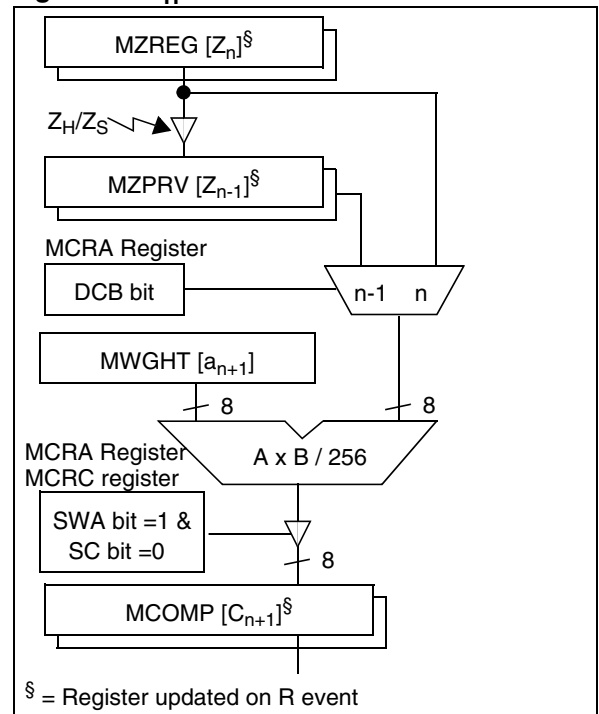 MZREG [Zn]§
ZH/ZS
MZPRV [Zn-1]§
MCRA Register
DCB bit
n-1 n
MWGHT [an+1]
8 8
A x B / 256
MCRA Register
MCRC register
SWA bit =1 &
SC bit =0
8
MCOMP [Cn+1]§
§ = Register updated on R event